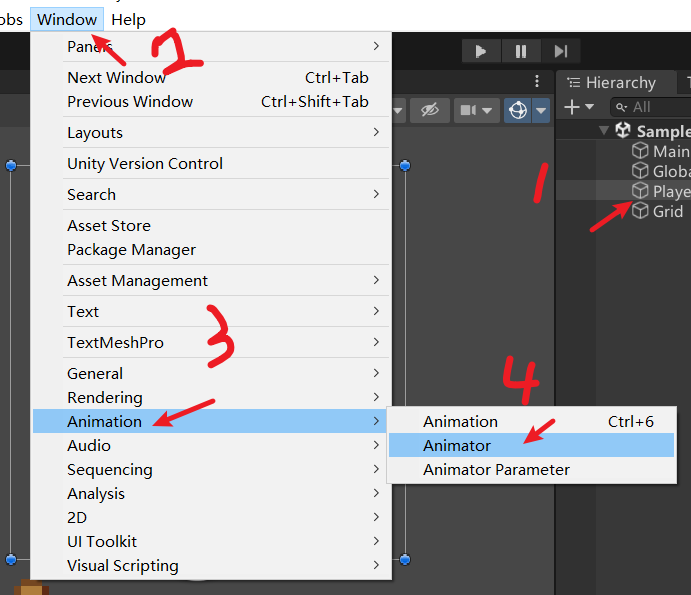 obs Window Help
2
Panels
Next Window Ctrl+Tab
Previous Window Ctrl+Shift+Tab
Layouts
Unity Version Control
Search
Asset Store
Package Manager
Asset Management
Text
3
TextMeshPro
General
Rendering
Animation
Audio
Sequencing
Analysis
2D
UI Toolkit
Visual Scripting
4
Animation Ctrl+6
Animator
Animator Parameter
Hierarchy
All
Sample
Main
Globa
1
Playe
Grid